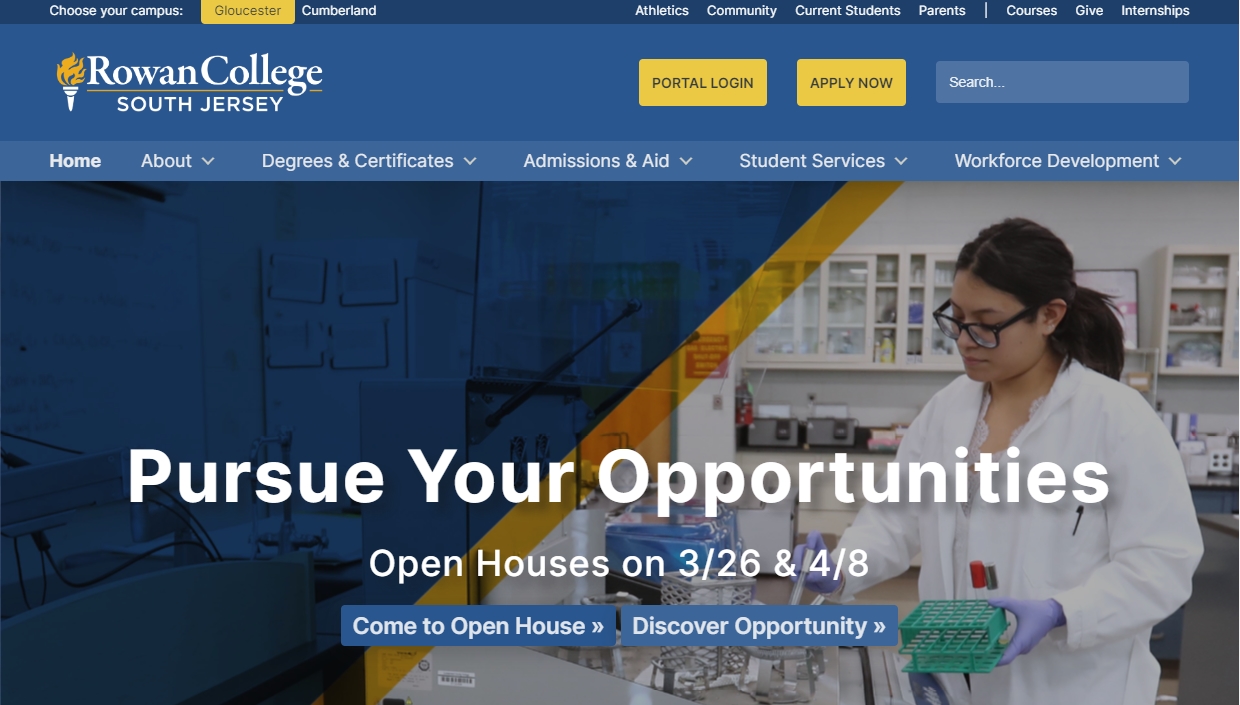 Choose your campus: Gloucester Cumberland Athletics Community Current Students Parents | Courses Give Internships
Rowan College
SOUTH JERSEY
PORTAL LOGIN APPLY NOW Search...
Home About Degrees & Certificates Admissions & Aid Student Services Workforce Development
Pursue Your Opportunities
Open Houses on 3/26 & 4/8
Come to Open House » Discover Opportunity »